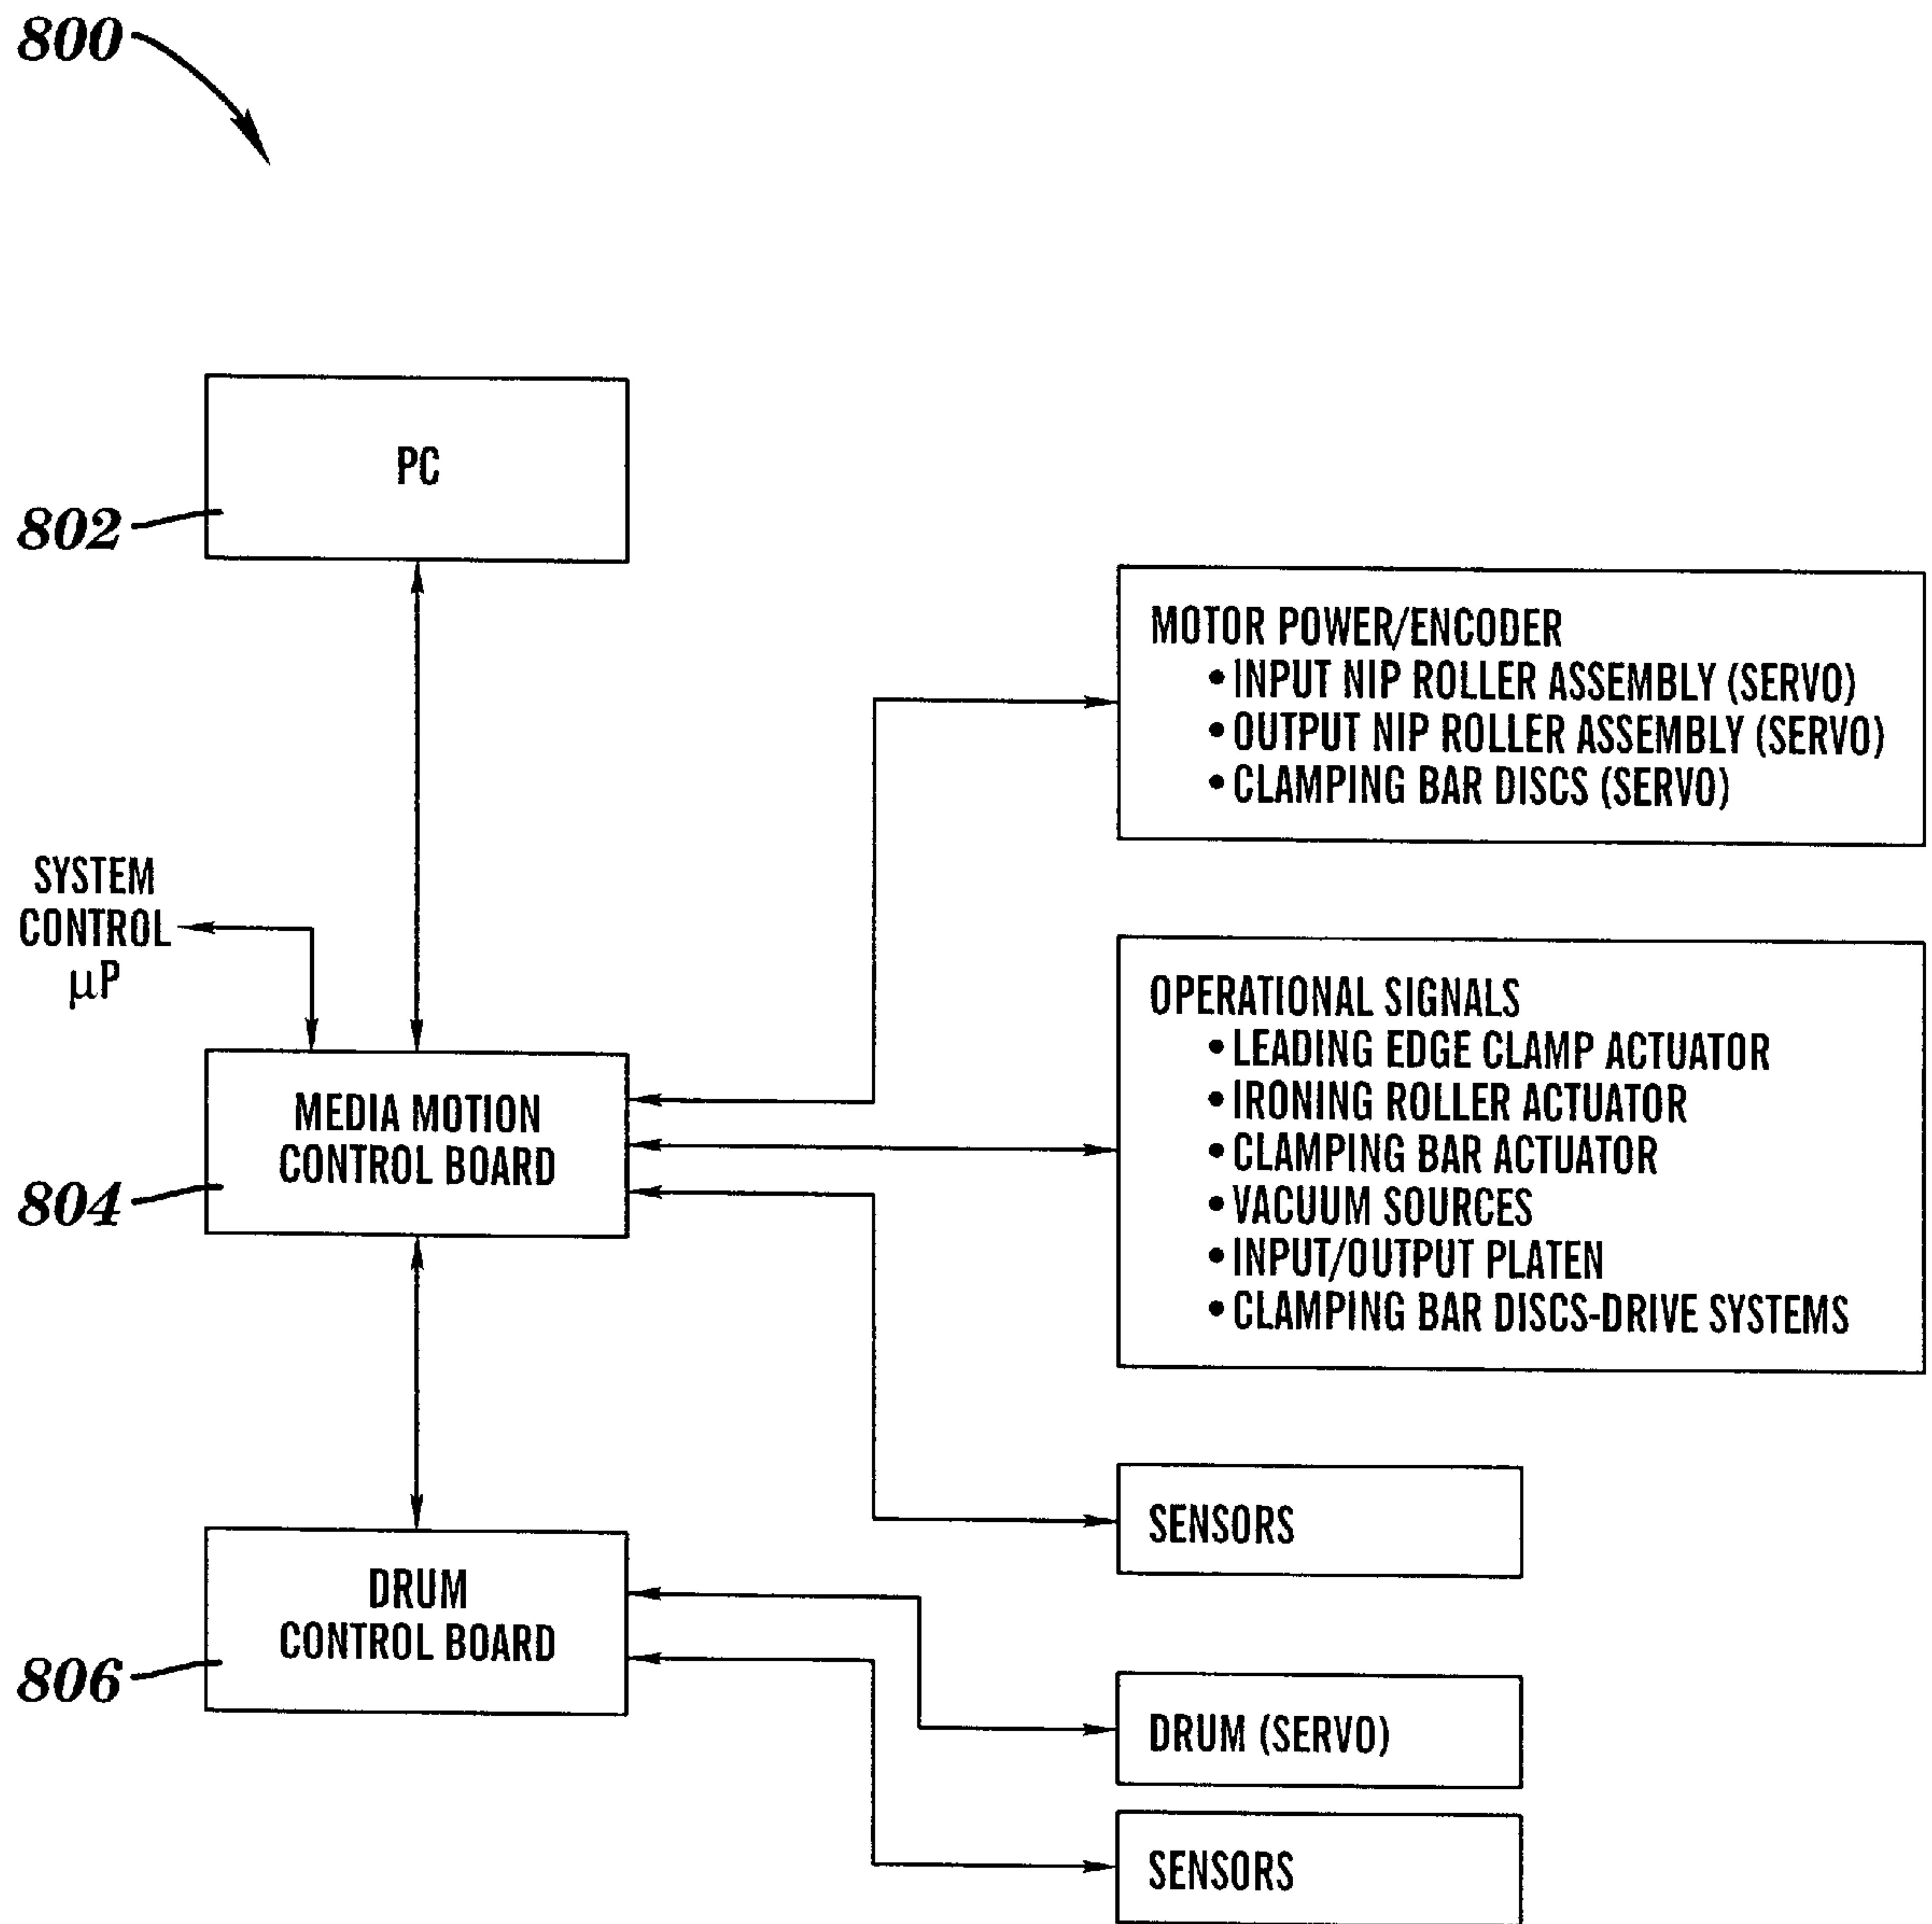 800
PC
802
MOTOR POWER/ENCODER
• INPUT NIP ROLLER ASSEMBLY (SERVO)
• OUTPUT NIP ROLLER ASSEMBLY (SERVO)
• CLAMPING BAR DISCS (SERVO)
SYSTEM
CONTROL
μP
OPERATIONAL SIGNALS
• LEADING EDGE CLAMP ACTUATOR
• IRONING ROLLER ACTUATOR
• CLAMPING BAR ACTUATOR
• VACUUM SOURCES
• INPUT/OUTPUT PLATEN
• CLAMPING BAR DISCS-DRIVE SYSTEMS
MEDIA MOTION
CONTROL BOARD
804
SENSORS
DRUM
CONTROL BOARD
806
DRUM (SERVO)
SENSORS